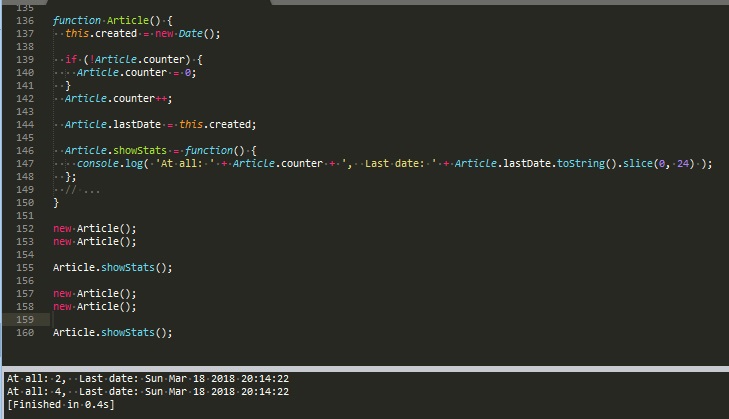 135
136 function Article() {
137   this.created = new Date();
138
139   if (!Article.counter) {
140     Article.counter = 0;
141   }
142   Article.counter++;
143
144   Article.lastDate = this.created;
145
146   Article.showStats = function() {
147     console.log( 'At all: ' + Article.counter + ',  Last date: ' + Article.lastDate.toString().slice(0, 24) );
148   };
149   // ...
150 }
151
152 new Article();
153 new Article();
154
155 Article.showStats();
156
157 new Article();
158 new Article();
159
160 Article.showStats();
At all: 2,  Last date: Sun Mar 18 2018 20:14:22
At all: 4,  Last date: Sun Mar 18 2018 20:14:22
[Finished in 0.4s]